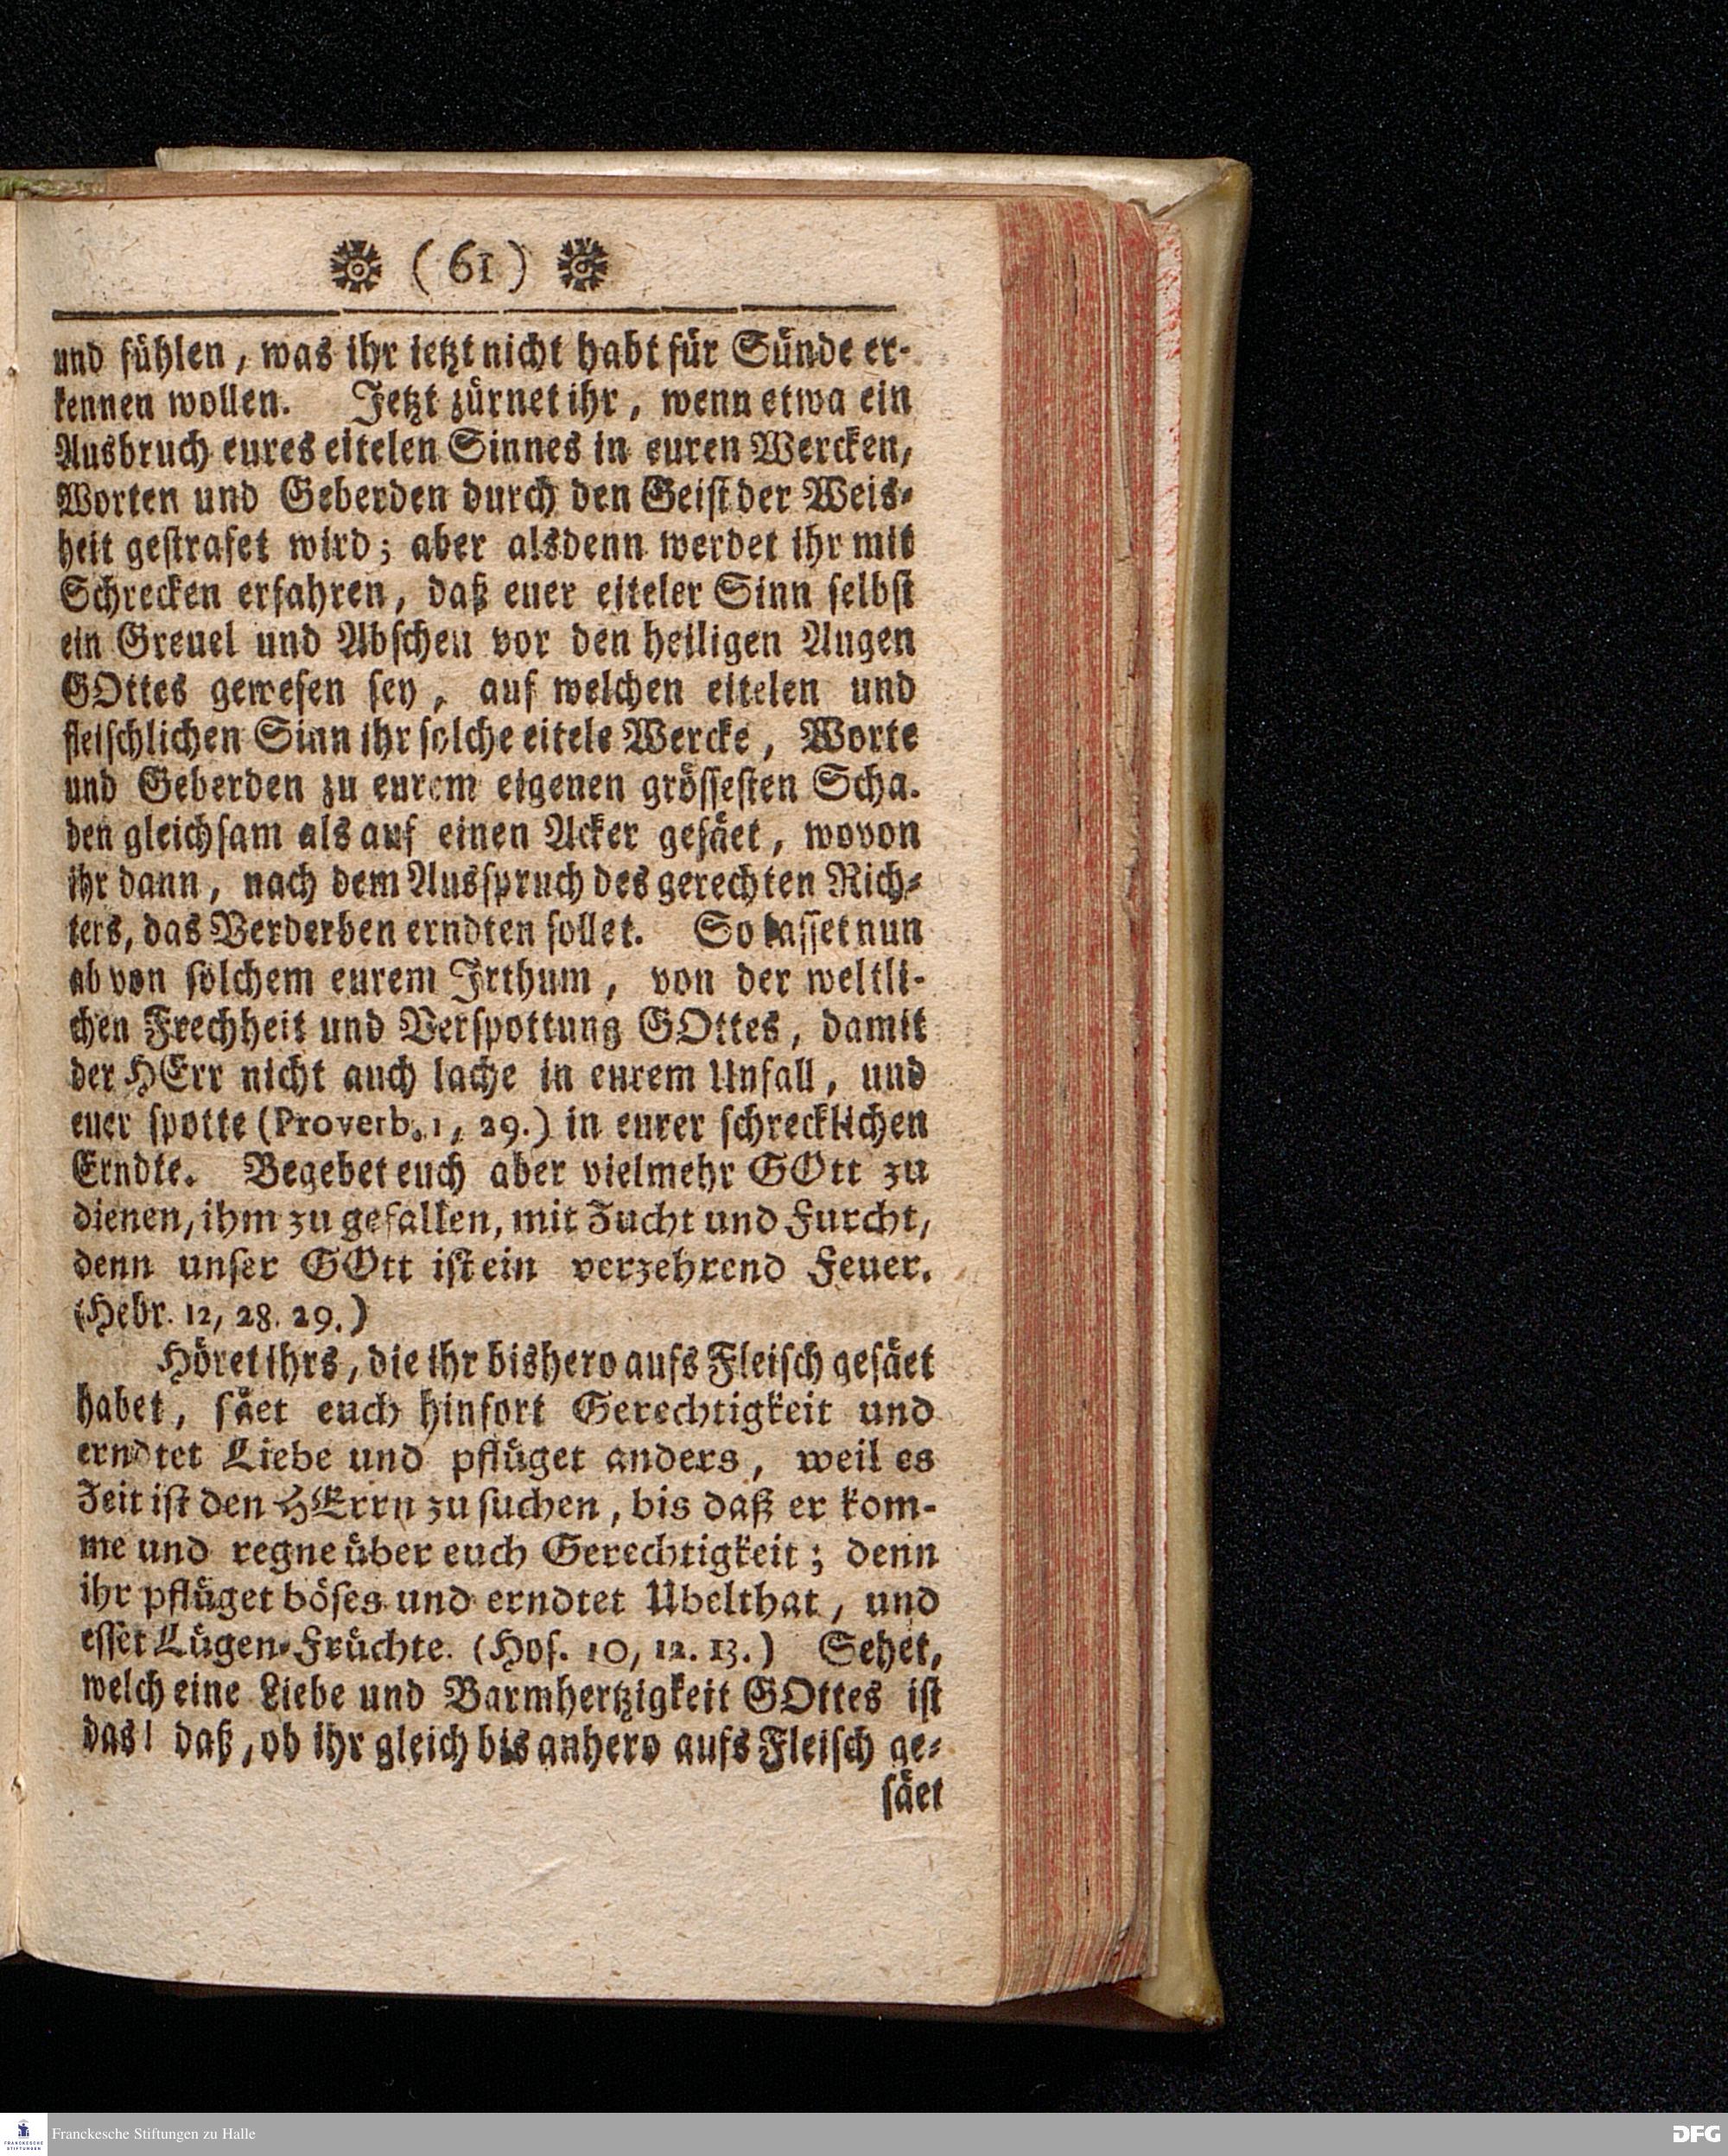 ( 61 )
und fühlen, was ihr ietzt nicht habt für Sünde er-
kennen wollen. Jetzt zürnet ihr, wenn etwa ein
Ausbruch eures eitelen Sinnes in euren Wercken,
Worten und Geberden durch den Geist der Weis-
heit gestrafet wird; aber alsdenn werdet ihr mit
Schrecken erfahren, daß euer eiteler Sinn selbst
ein Greuel und Abscheu vor den heiligen Augen
GOttes gewesen sey, auf welchen eitelen und
fleischlichen Sinn ihr solche eitele Wercke, Worte
und Geberden zu eurem eigenen grössesten Scha-
den gleichsam als auf einen Acker gesäet, wovon
ihr dann, nach dem Ausspruch des gerechten Rich-
ters, das Verderben erndten sollet. So lasset nun
ab von solchem eurem Irthum, von der weltli-
chen Frechheit und Verspottung GOttes, damit
der HErr nicht auch lache in eurem Unfall, und
euer spotte (Proverb. 1, 29.) in eurer schrecklichen
Erndte. Begebet euch aber vielmehr GOtt zu
dienen, ihm zu gefallen, mit Zucht und Furcht,
denn unser GOtt ist ein verzehrend Feuer.
(Hebr. 12, 28. 29.)
Höret ihrs, die ihr bishero aufs Fleisch gesäet
habet, säet euch hinfort Gerechtigkeit und
erndtet Liebe und pflüget anders, weil es
Zeit ist den HErrn zu suchen, bis daß er kom-
me und regne über euch Gerechtigkeit; denn
ihr pflüget böses und erndtet Ubelthat, und
esset Lügen-Früchte. (Hos. 10, 12. 13.) Sehet,
welch eine Liebe und Barmhertzigkeit GOttes ist
das! daß, ob ihr gleich bis anhero aufs Fleisch ge-
säet
FRANCKESCHE
STIFTUNGEN
Franckesche Stiftungen zu Halle
DFG